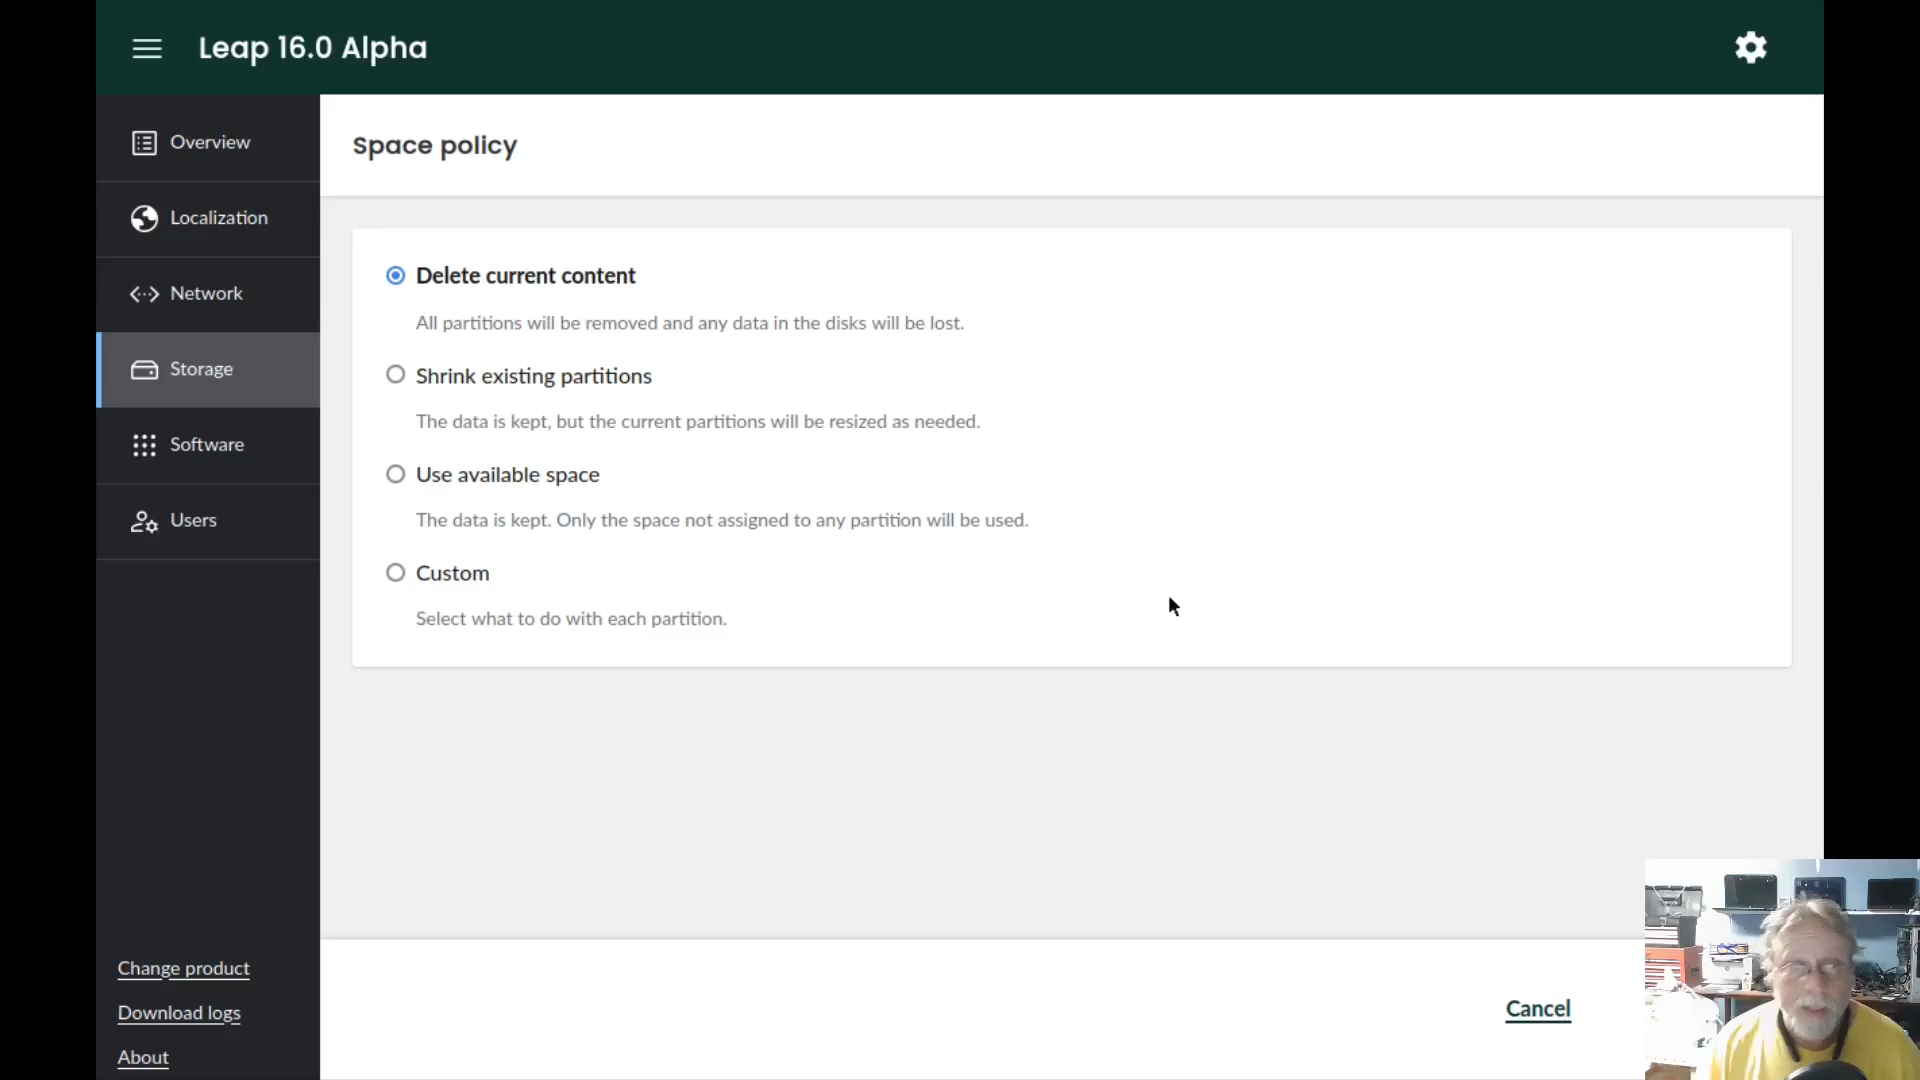 Leap 16.0 Alpha
Overview
Localization
Network
Storage
Software
Users
Change product
Download logs
About
Space policy
Delete current content
All partitions will be removed and any data in the disks will be lost.
Shrink existing partitions
The data is kept, but the current partitions will be resized as needed.
Use available space
The data is kept. Only the space not assigned to any partition will be used.
Custom
Select what to do with each partition.
Cancel